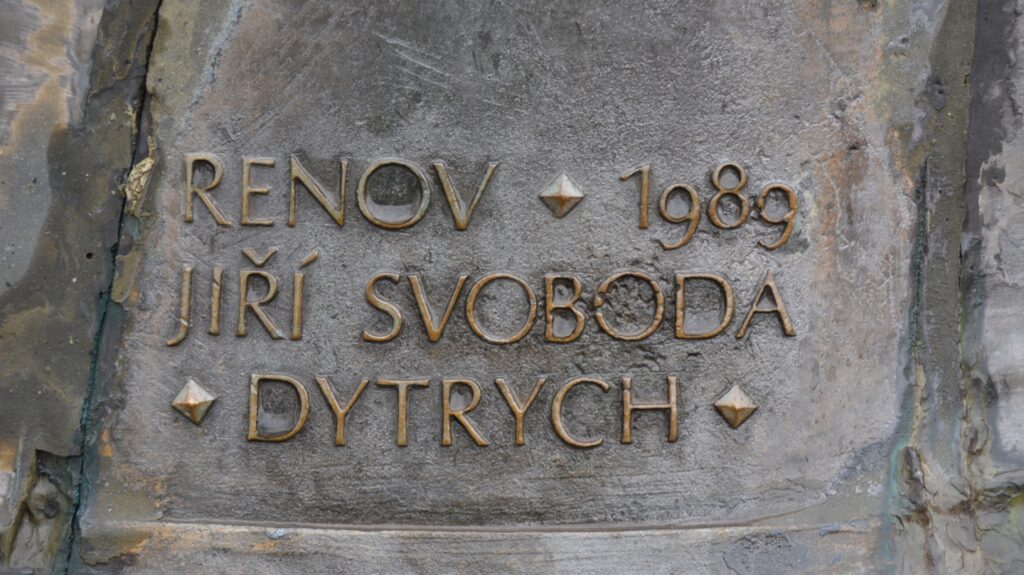 RENOV ◆ 1989
JIŘÍ SVOBODA
◆ DYTRYCH ◆